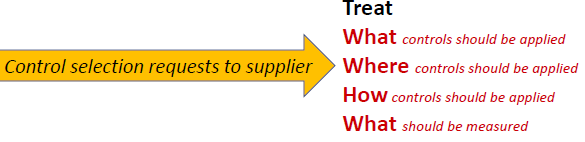 Treat
What controls should be applied
Control selection requests to supplier
Where controls should be applied
How controls should be applied
What should be measured